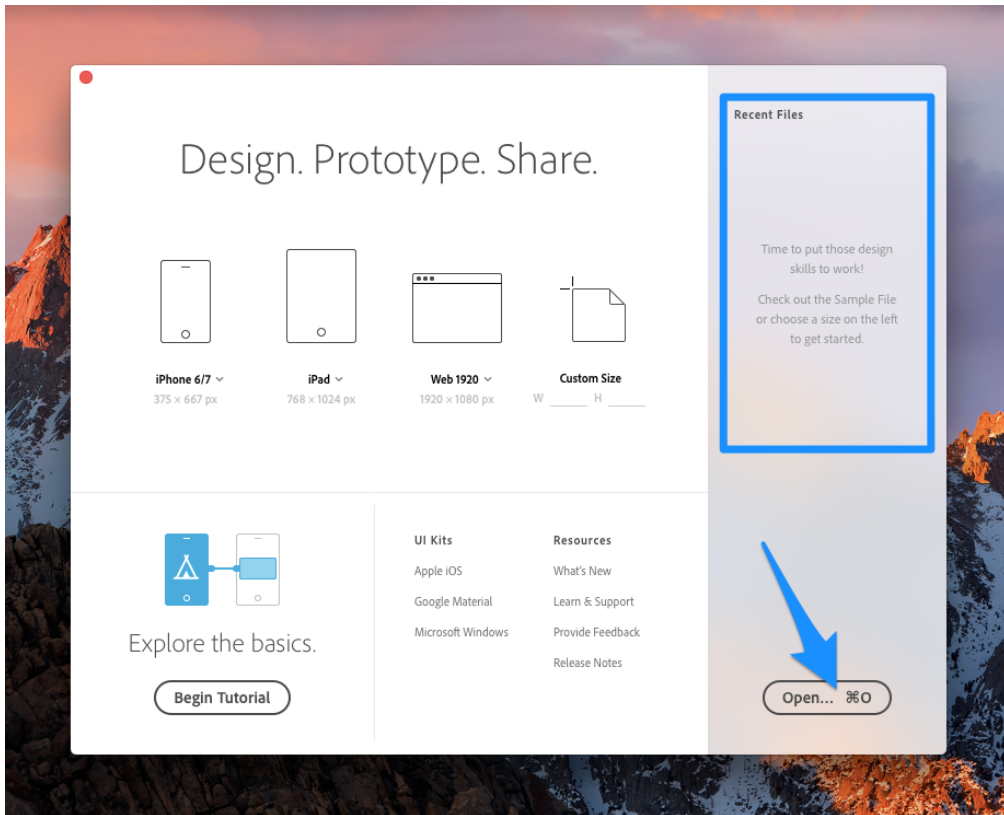 Design. Prototype. Share.
iPhone 6/7
375 × 667 px
iPad
768 × 1024 px
Web 1920
1920 × 1080 px
Custom Size
W H
Explore the basics.
Begin Tutorial
UI Kits
Apple iOS
Google Material
Microsoft Windows
Resources
What's New
Learn & Support
Provide Feedback
Release Notes
Recent Files
Time to put those design
skills to work!
Check out the Sample File
or choose a size on the left
to get started.
Open... ⌘O